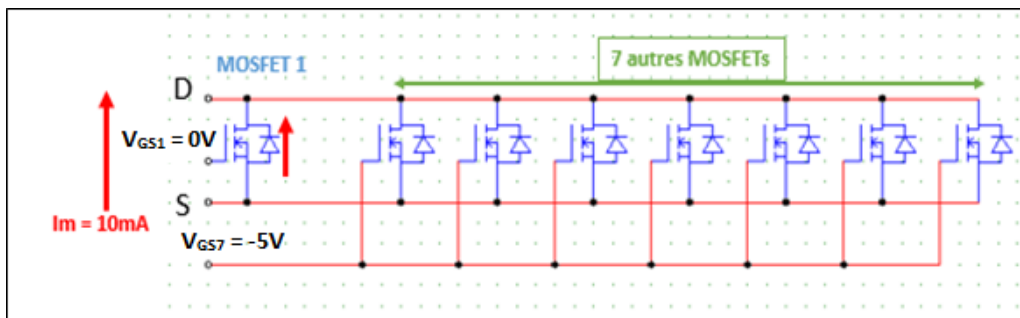 7 autres MOSFETs
MOSFET 1
D
VGS1 = 0V
S
Im = 10mA
VGS7 = -5V